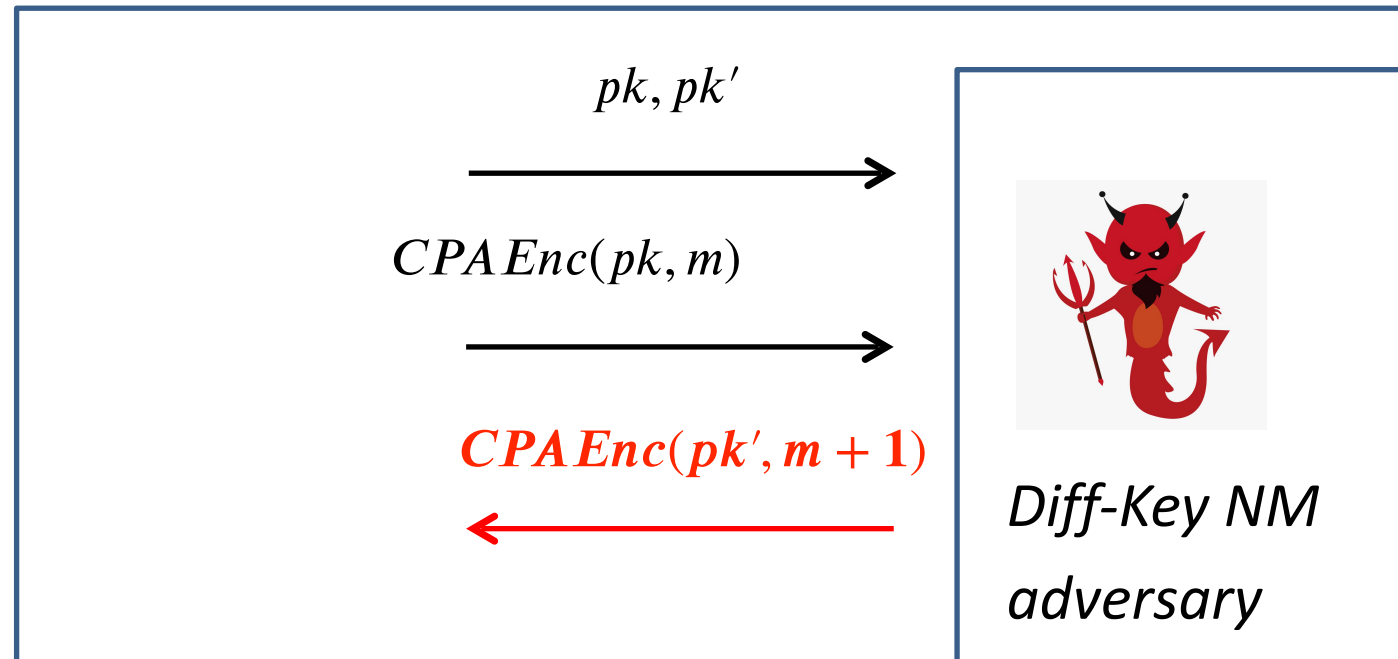 pk, pk′
CPAEnc(pk, m)
CPAEnc(pk′, m + 1)
Diff-Key NM
adversary